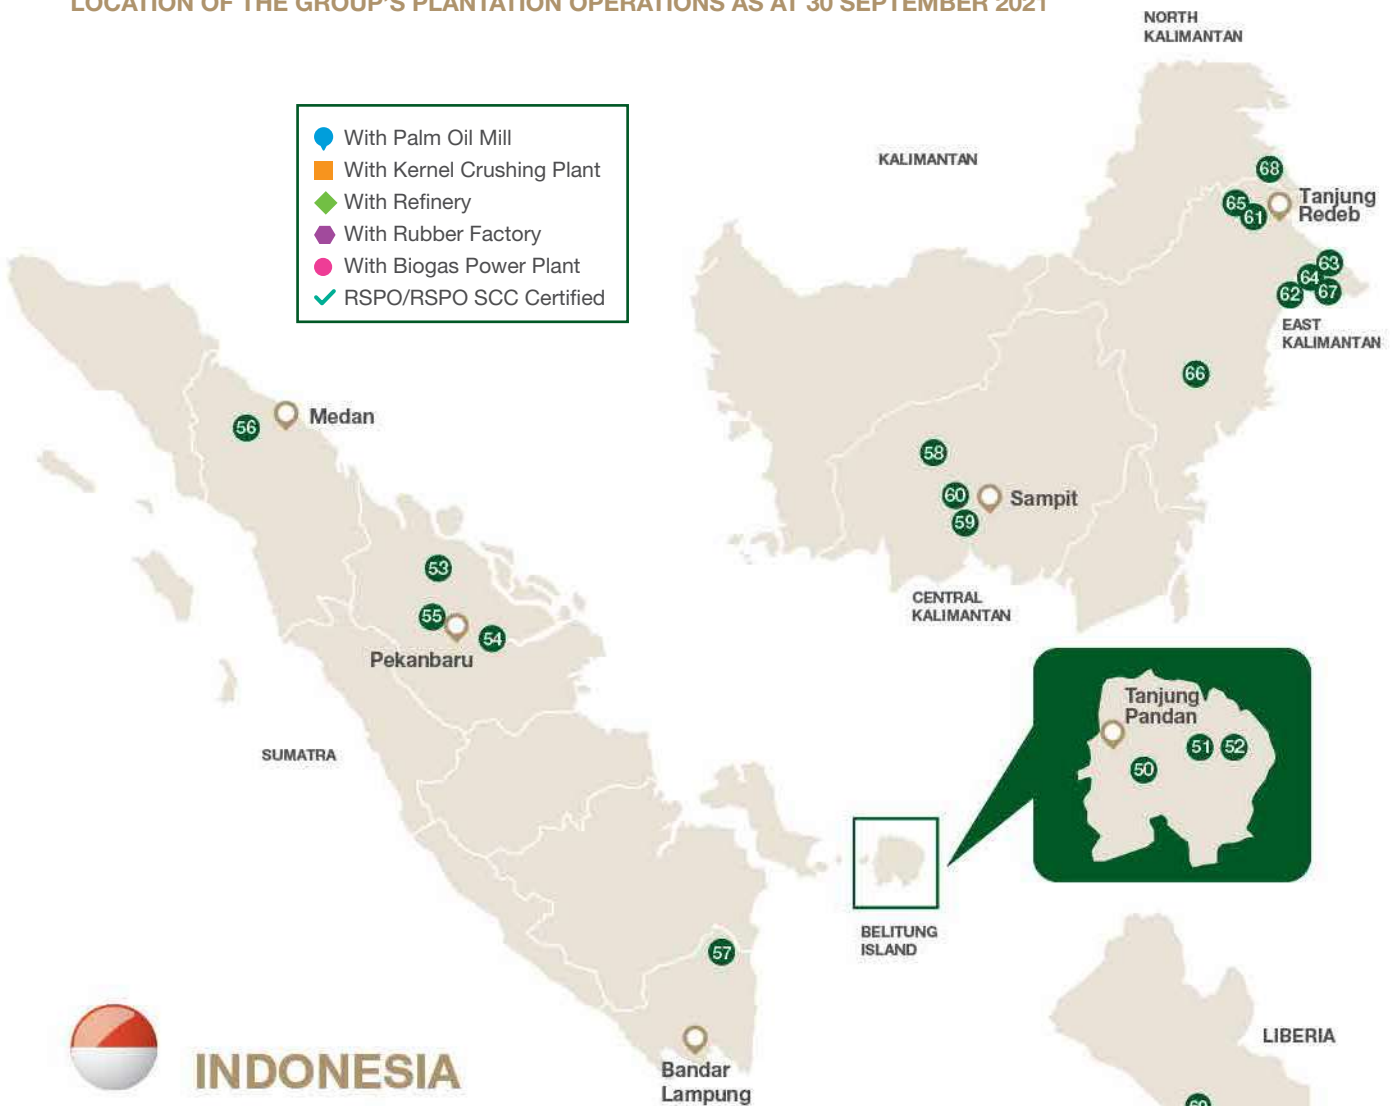 LOCATION OF THE GROUP'S PLANTATION OPERATIONS AS AT 30 SEPTEMBER 2021
With Palm Oil Mill
With Kernel Crushing Plant
With Refinery
With Rubber Factory
With Biogas Power Plant
RSPO/RSPO SCC Certified
NORTH
KALIMANTAN
KALIMANTAN
68
65
61
Tanjung
Redeb
63
64
62
67
EAST
KALIMANTAN
66
58
60
59
Sampit
CENTRAL
KALIMANTAN
56
Medan
53
55
54
Pekanbaru
SUMATRA
57
Bandar
Lampung
Tanjung
Pandan
51
52
50
BELITUNG
ISLAND
LIBERIA
INDONESIA